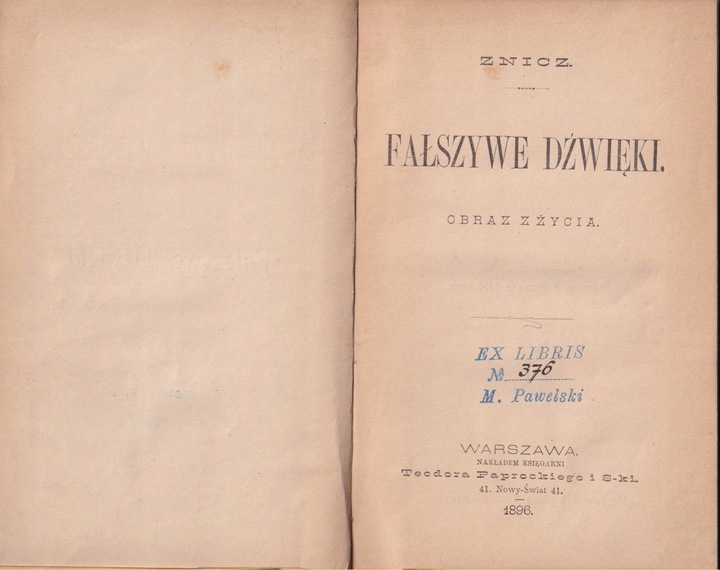 ZNICZ.
FAŁSZYWE DŹWIĘKI.
OBRAZ Z ŻYCIA.
EX LIBRIS
№ 376
M. Pawelski
WARSZAWA.
NAKŁADEM KSIĘGARNI
Teodora Paprockiego i S-ki.
41. Nowy-Świat 41.
1896.